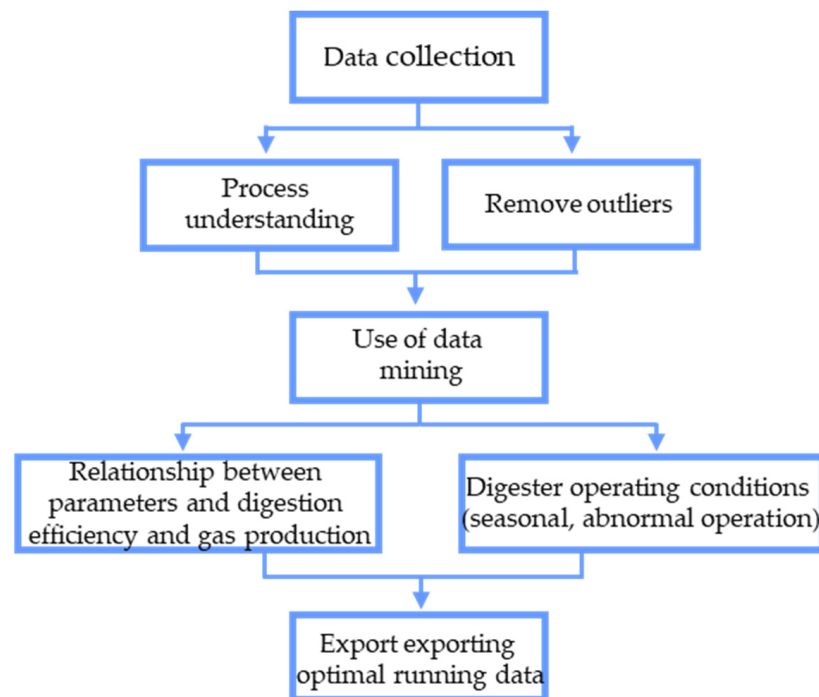 Data collection
Process
understanding
Remove outliers
Use of data
mining
Relationship between
parameters and digestion
efficiency and gas production
Digester operating conditions
(seasonal, abnormal operation)
Export exporting
optimal running data